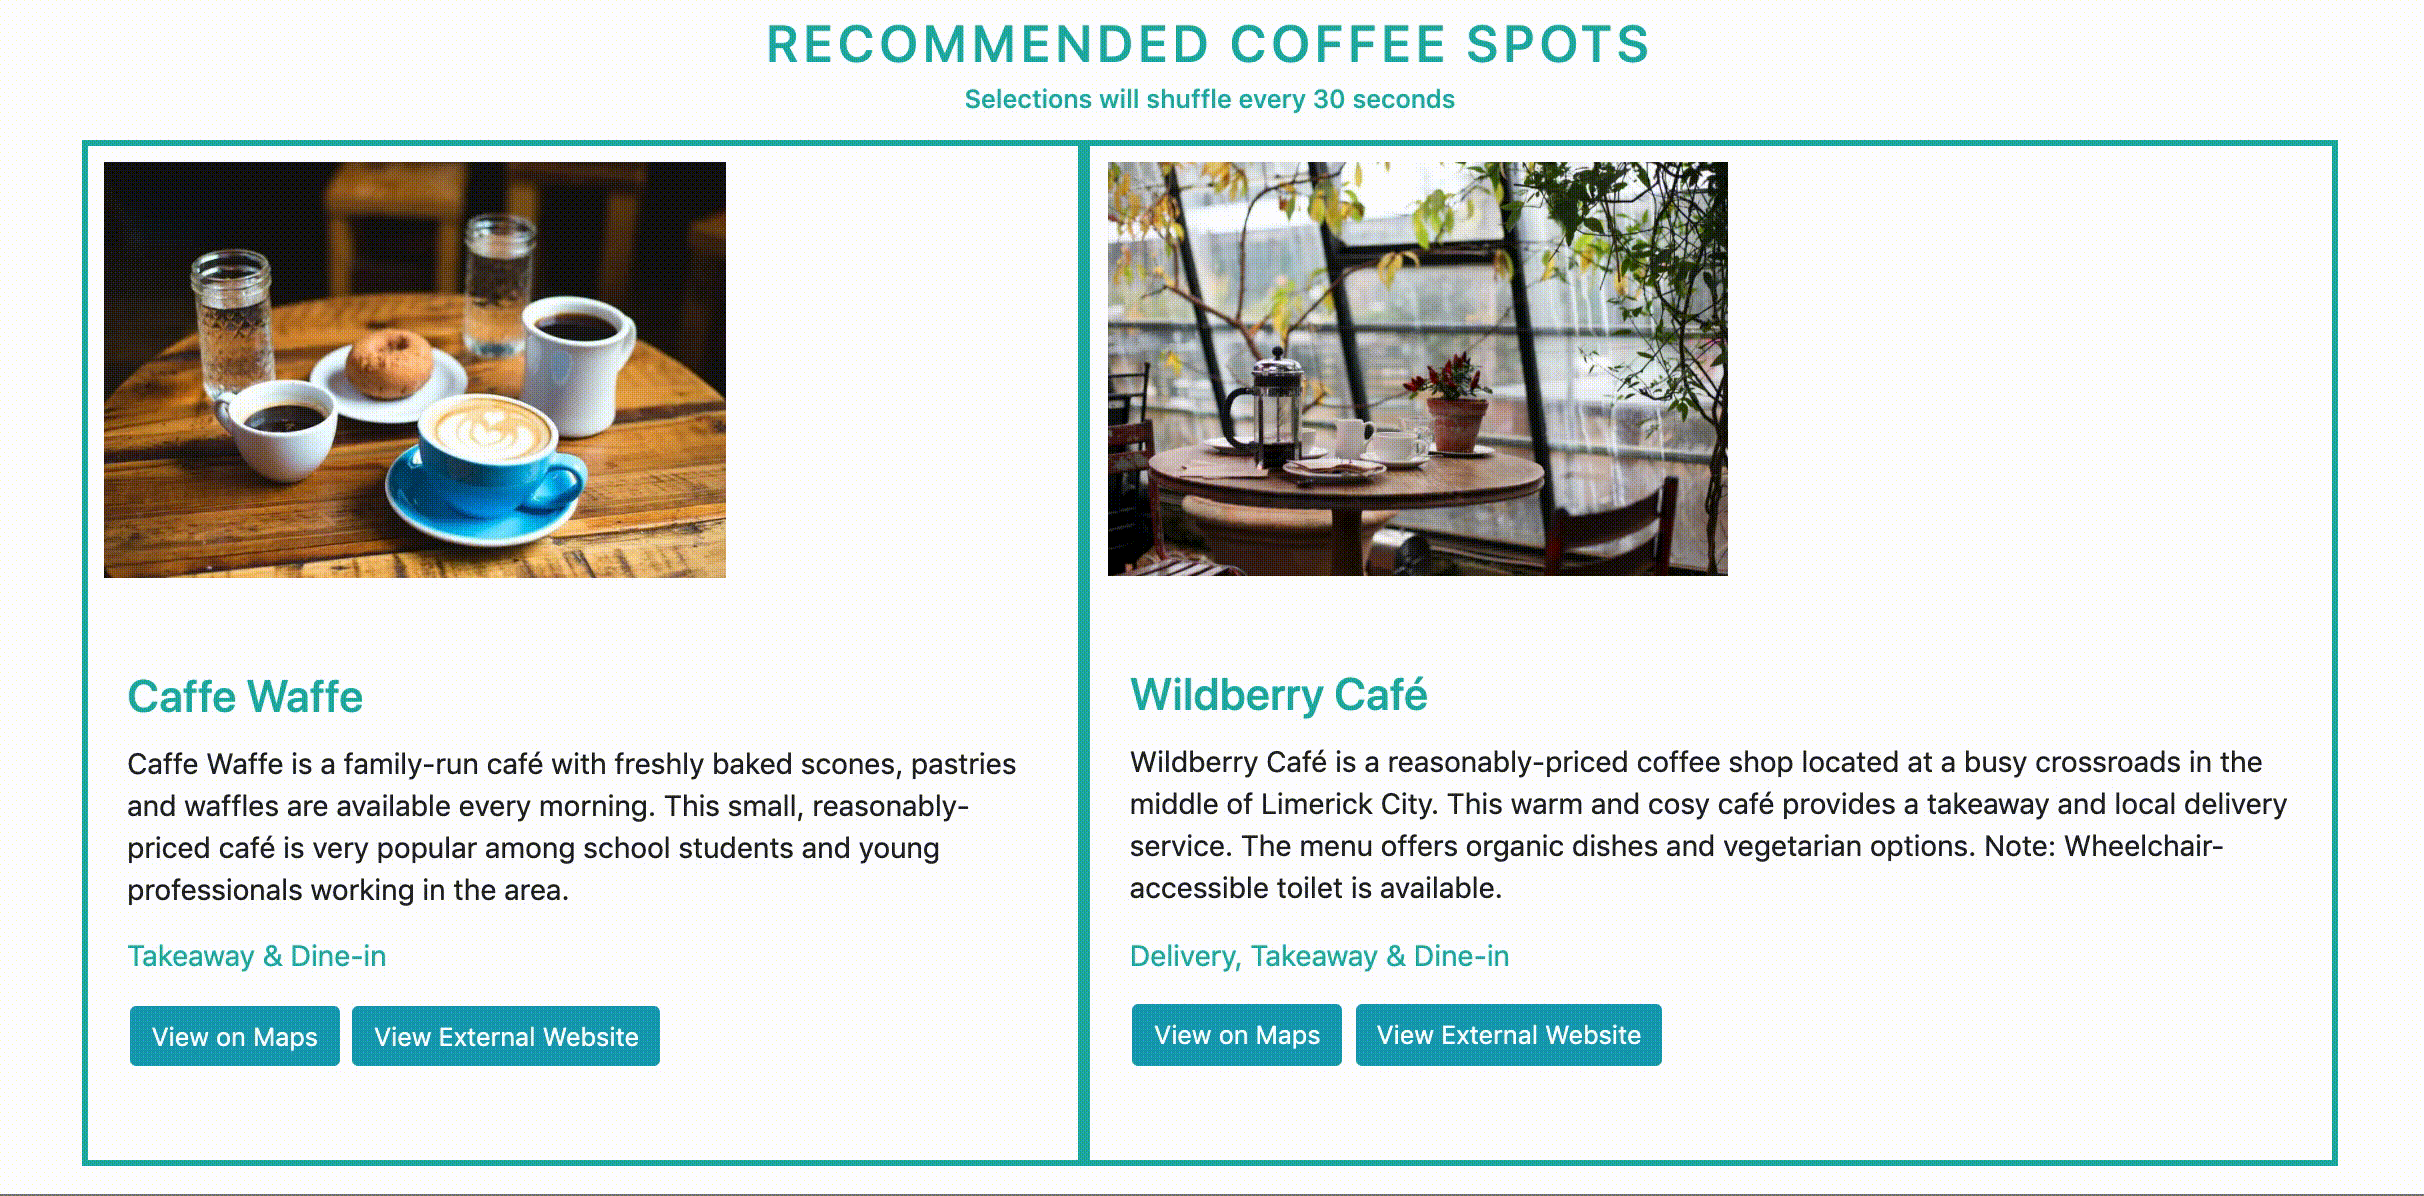 RECOMMENDED COFFEE SPOTS
Selections will shuffle every 30 seconds
Caffe Waffe
Caffe Waffe is a family-run café with freshly baked scones, pastries
and waffles are available every morning. This small, reasonably-
priced café is very popular among school students and young
professionals working in the area.
Takeaway & Dine-in
View on Maps
View External Website
Wildberry Café
Wildberry Café is a reasonably-priced coffee shop located at a busy crossroads in the
middle of Limerick City. This warm and cosy café provides a takeaway and local delivery
service. The menu offers organic dishes and vegetarian options. Note: Wheelchair-
accessible toilet is available.
Delivery, Takeaway & Dine-in
View on Maps
View External Website